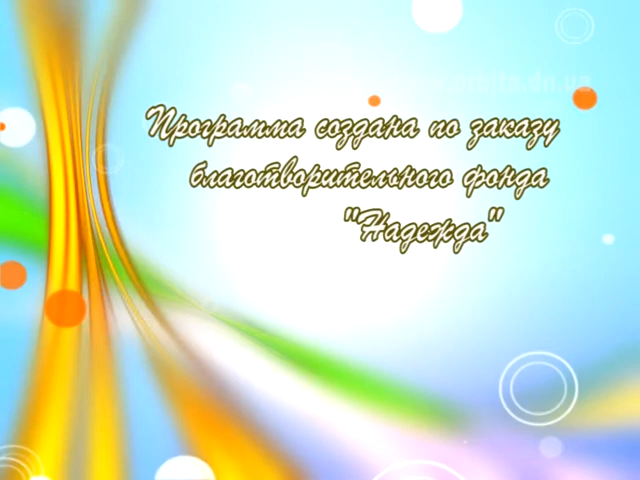 Программа создана по заказу
благотворительного фонда
"Надежда"